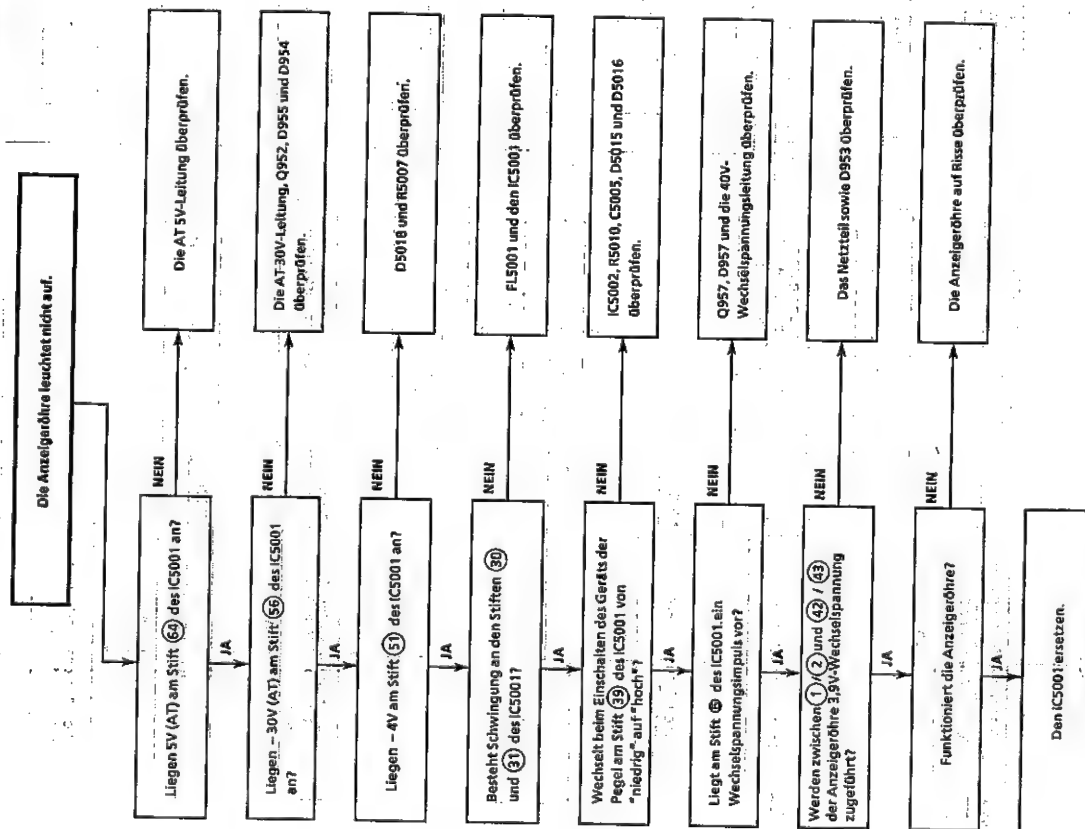 Die Anzeigeröhre leuchtet nicht auf.
Liegen 5V (AT) am Stift 64 des IC5001 an?
NEIN
Die AT 5V-Leitung überprüfen.
JA
Liegen – 30V (AT) am Stift 56 des IC5001
an?
NEIN
Die AT-30V-Leitung, Q952, D955 und D954
überprüfen.
JA
Liegen – 4V am Stift 51 des IC5001 an?
NEIN
D5018 und R5007 überprüfen.
JA
Besteht Schwingung an den Stiften 30
und 31 des IC5001?
NEIN
FL5001 und den IC5001 überprüfen.
JA
Wechselt beim Einschalten des Geräts der
Pegel am Stift 39 des IC5001 von
"niedrig" auf "hoch"?
NEIN
IC5002, R5010, C5005, D5015 und D5016
überprüfen.
JA
Liegt am Stift des IC5001 ein
Wechselspannungsimpuls vor?
NEIN
Q957, D957 und die 40V-
Wechselspannungsleitung überprüfen.
JA
Werden zwischen 1 / 2 und 42 / 43
der Anzeigeröhre 3,9V-Wechselspannung
zugeführt?
NEIN
Das Netzteil sowie D953 überprüfen.
JA
Funktioniert die Anzeigeröhre?
NEIN
Die Anzeigeröhre auf Risse überprüfen.
JA
Den IC5001 ersetzen.